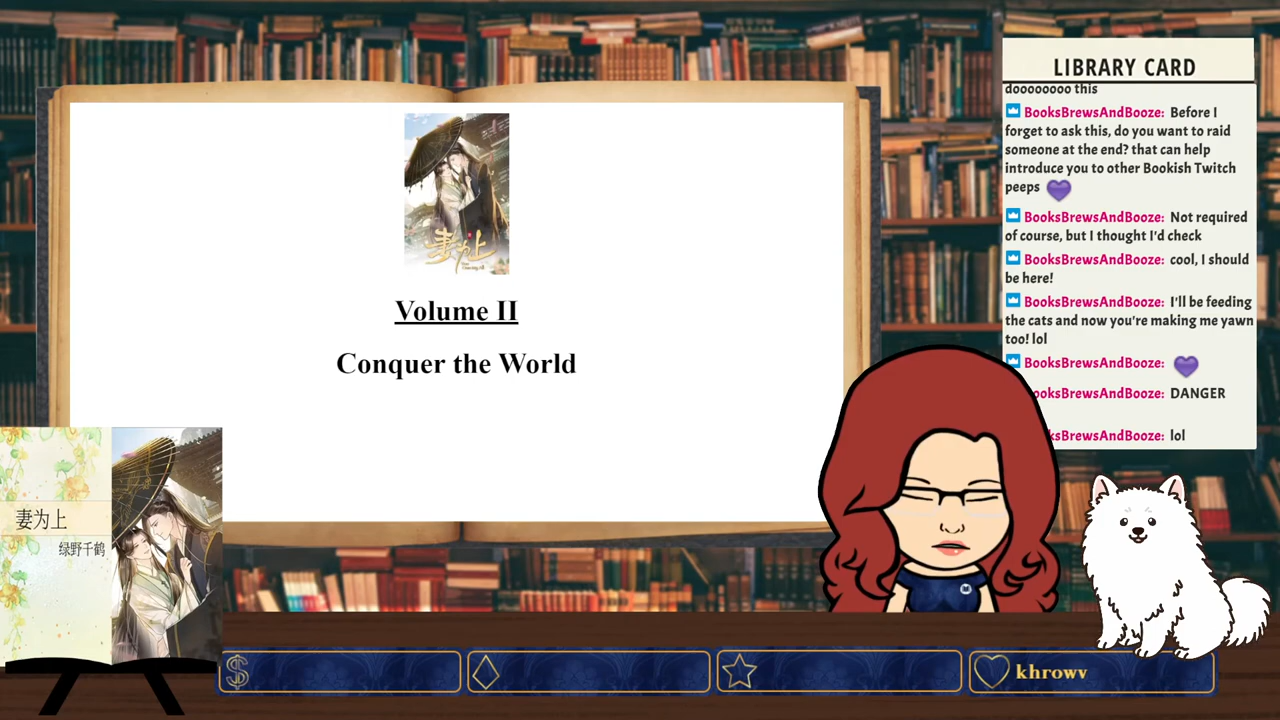 LIBRARY CARD
doooooooo this
BooksBrewsAndBooze: Before I
forget to ask this, do you want to raid
someone at the end? that can help
introduce you to other Bookish Twitch
peeps
BooksBrewsAndBooze: Not required
of course, but I thought I'd check
BooksBrewsAndBooze: cool, I should
be here!
BooksBrewsAndBooze: I'll be feeding
the cats and now you're making me yawn
too! lol
BooksBrewsAndBooze:
ooksBrewsAndBooze: DANGER
ksBrewsAndBooze: lol
妻为上
Volume II
Conquer the World
妻为上
绿野千鹤
$
khrowv